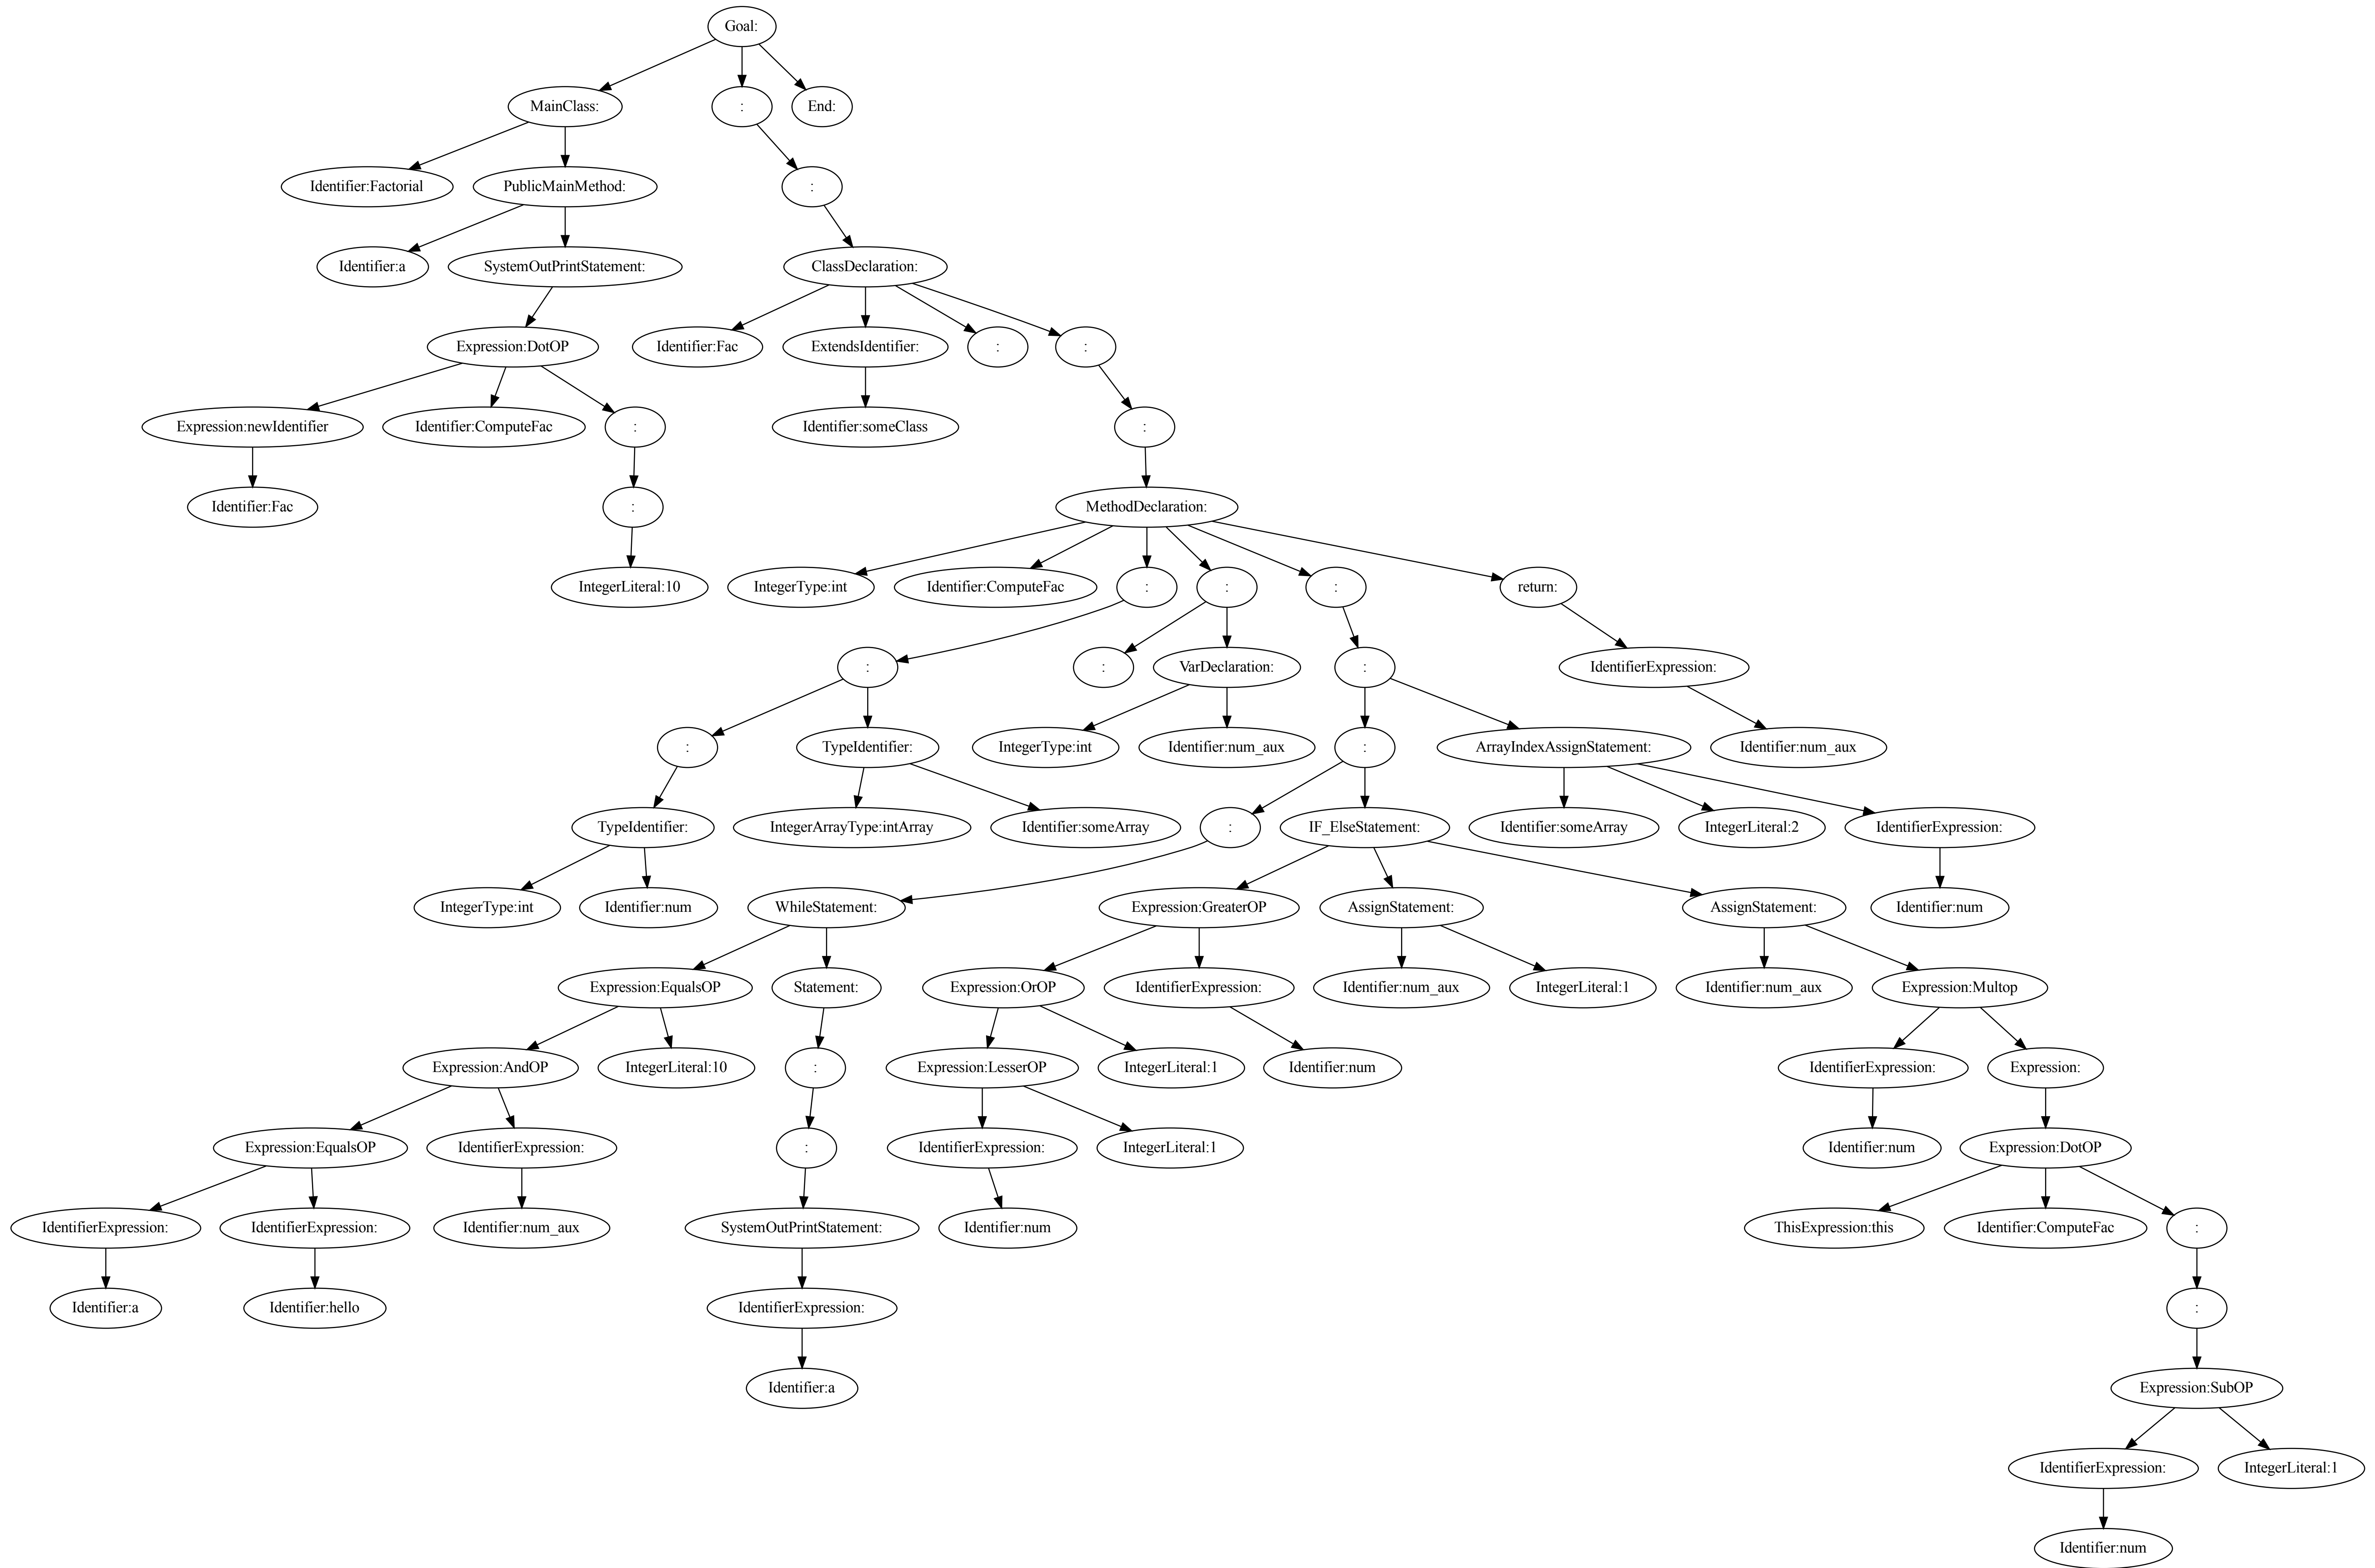 Goal:
MainClass:
:
End:
Identifier:Factorial
PublicMainMethod:
:
Identifier:a
SystemOutPrintStatement:
ClassDeclaration:
Expression:DotOP
Identifier:Fac
ExtendsIdentifier:
:
:
Expression:newIdentifier
Identifier:ComputeFac
:
Identifier:someClass
:
Identifier:Fac
:
MethodDeclaration:
IntegerLiteral:10
IntegerType:int
Identifier:ComputeFac
:
:
:
return:
:
:
VarDeclaration:
:
IdentifierExpression:
:
TypeIdentifier:
IntegerType:int
Identifier:num_aux
:
ArrayIndexAssignStatement:
Identifier:num_aux
TypeIdentifier:
IntegerArrayType:intArray
Identifier:someArray
:
IF_ElseStatement:
Identifier:someArray
IntegerLiteral:2
IdentifierExpression:
IntegerType:int
Identifier:num
WhileStatement:
Expression:GreaterOP
AssignStatement:
AssignStatement:
Identifier:num
Expression:EqualsOP
Statement:
Expression:OrOP
IdentifierExpression:
Identifier:num_aux
IntegerLiteral:1
Identifier:num_aux
Expression:Multop
Expression:AndOP
IntegerLiteral:10
:
Expression:LesserOP
IntegerLiteral:1
Identifier:num
IdentifierExpression:
Expression:
Expression:EqualsOP
IdentifierExpression:
:
IdentifierExpression:
IntegerLiteral:1
Identifier:num
Expression:DotOP
IdentifierExpression:
IdentifierExpression:
Identifier:num_aux
SystemOutPrintStatement:
Identifier:num
ThisExpression:this
Identifier:ComputeFac
:
Identifier:a
Identifier:hello
IdentifierExpression:
:
Identifier:a
Expression:SubOP
IdentifierExpression:
IntegerLiteral:1
Identifier:num